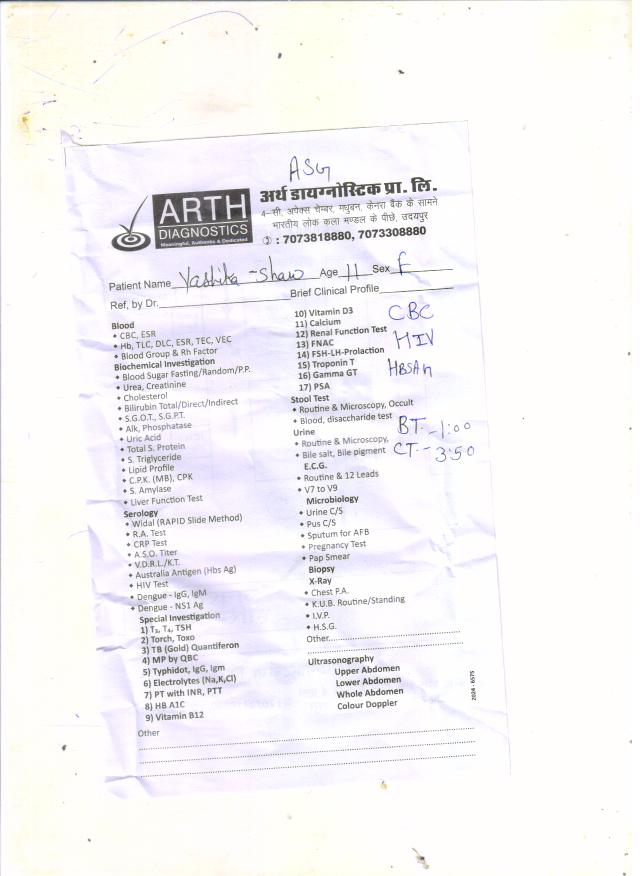 ASG
ARTH
DIAGNOSTICS
Meaningful, Authentic & Dedicated
अर्थ डायग्नोस्टिक प्रा. लि.
4–सी, अपेक्स चेम्बर, मधुबन, केनरा बैंक के सामने
भारतीय लोक कला मण्डल के पीछे, उदयपुर
: 7073818880, 7073308880
Patient Name Yashika - Shaw Age 11 Sex F
Ref, by Dr. Brief Clinical Profile
Blood
• CBC, ESR
• Hb, TLC, DLC, ESR, TEC, VEC
• Blood Group & Rh Factor
Biochemical Investigation
• Blood Sugar Fasting/Random/P.P.
• Urea, Creatinine
• Cholesterol
• Bilirubin Total/Direct/Indirect
• S.G.O.T., S.G.P.T.
• Alk, Phosphatase
• Uric Acid
• Total S. Protein
• S. Triglyceride
• Lipid Profile
• C.P.K. (MB), CPK
• S. Amylase
• Liver Function Test
Serology
• Widal (RAPID Slide Method)
• R.A. Test
• CRP Test
• A.S.O. Titer
• V.D.R.L./K.T.
• Australia Antigen (Hbs Ag)
• HIV Test
• Dengue - IgG, IgM
• Dengue - NS1 Ag
Special Investigation
1) T₃, T₄, TSH
2) Torch, Toxo
3) TB (Gold) Quantiferon
4) MP by QBC
5) Typhidot, IgG, Igm
6) Electrolytes (Na,K,Cl)
7) PT with INR, PTT
8) HB A1C
9) Vitamin B12
10) Vitamin D3
11) Calcium
12) Renal Function Test
13) FNAC
14) FSH-LH-Prolaction
15) Troponin T
16) Gamma GT
17) PSA
CBC
HIV
HBSAg
Stool Test
• Routine & Microscopy, Occult
• Blood, disaccharide test
BT - 1:00
Urine
• Routine & Microscopy,
• Bile salt, Bile pigment
CT - 3:50
E.C.G.
• Routine & 12 Leads
• V7 to V9
Microbiology
• Urine C/S
• Pus C/S
• Sputum for AFB
• Pregnancy Test
• Pap Smear
Biopsy
X-Ray
• Chest P.A.
• K.U.B. Routine/Standing
• I.V.P.
• H.S.G.
Other
Ultrasonography
Upper Abdomen
Lower Abdomen
Whole Abdomen
Colour Doppler
2024 - 6575
Other